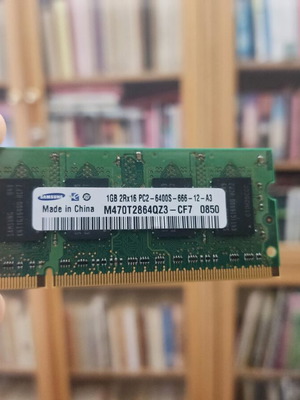 SAMSUNG
1GB 2Rx16 PC2-6400S-666-12-A3
Made in China
M470T2864QZ3-CF7 0850